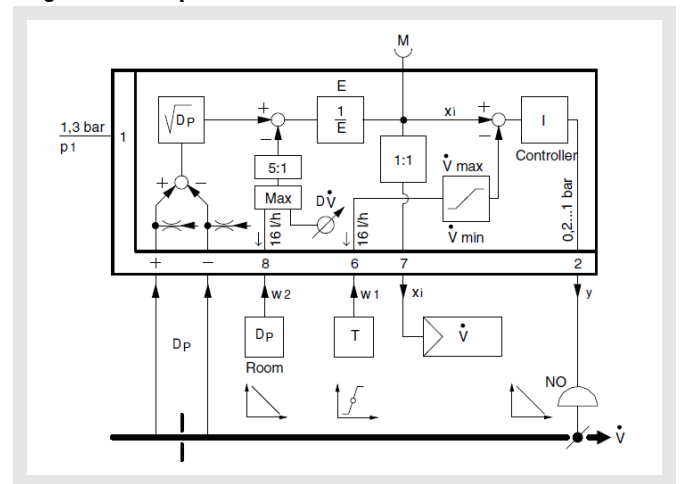 M
E
1,3 bar
p1
1
√DP
+
−
1
E
xi
+
−
I
Controller
5:1
1:1
V̇ max
+
−
Max
DV̇
16 l/h
16 l/h
V̇ min
0,2...1 bar
+
−
8
6
7
2
w2
w1
xi
y
DP
DP
T
V̇
Room
NO
V̇